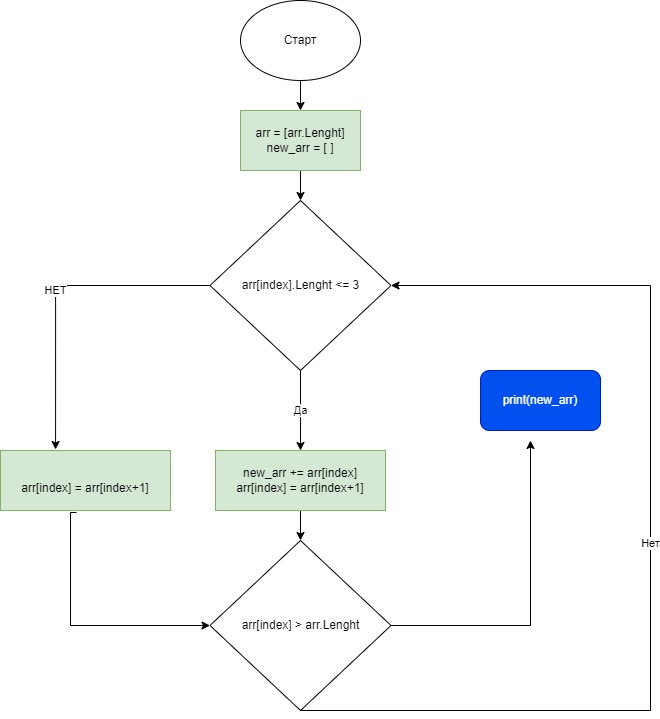 Старт
arr = [arr.Lenght]
new_arr = [ ]
arr[index].Lenght <= 3
НЕТ
Да
print(new_arr)
arr[index] = arr[index+1]
new_arr += arr[index]
arr[index] = arr[index+1]
Нет
arr[index] > arr.Lenght